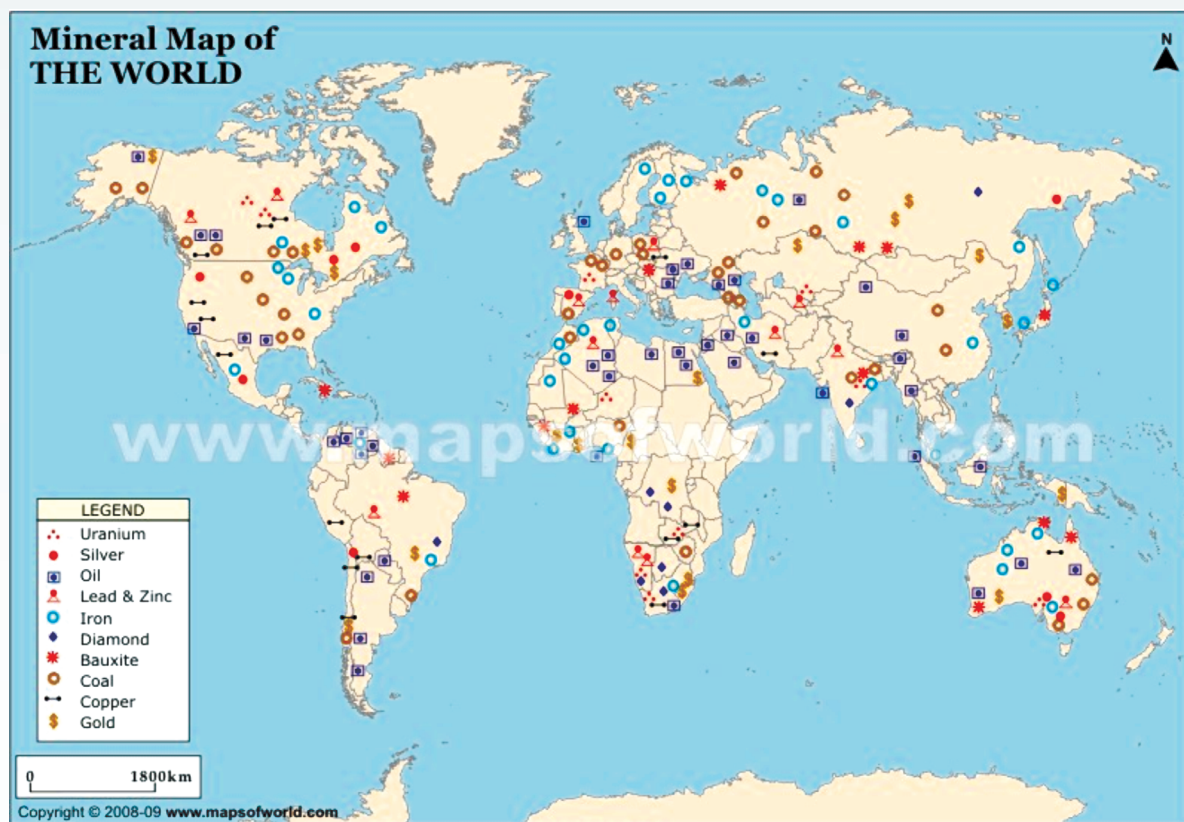 Mineral Map of
THE WORLD
N
www.mapsofworld.com
LEGEND
Uranium
Silver
Oil
Lead & Zinc
Iron
Diamond
Bauxite
Coal
Copper
Gold
0 1800km
Copyright © 2008-09 www.mapsofworld.com